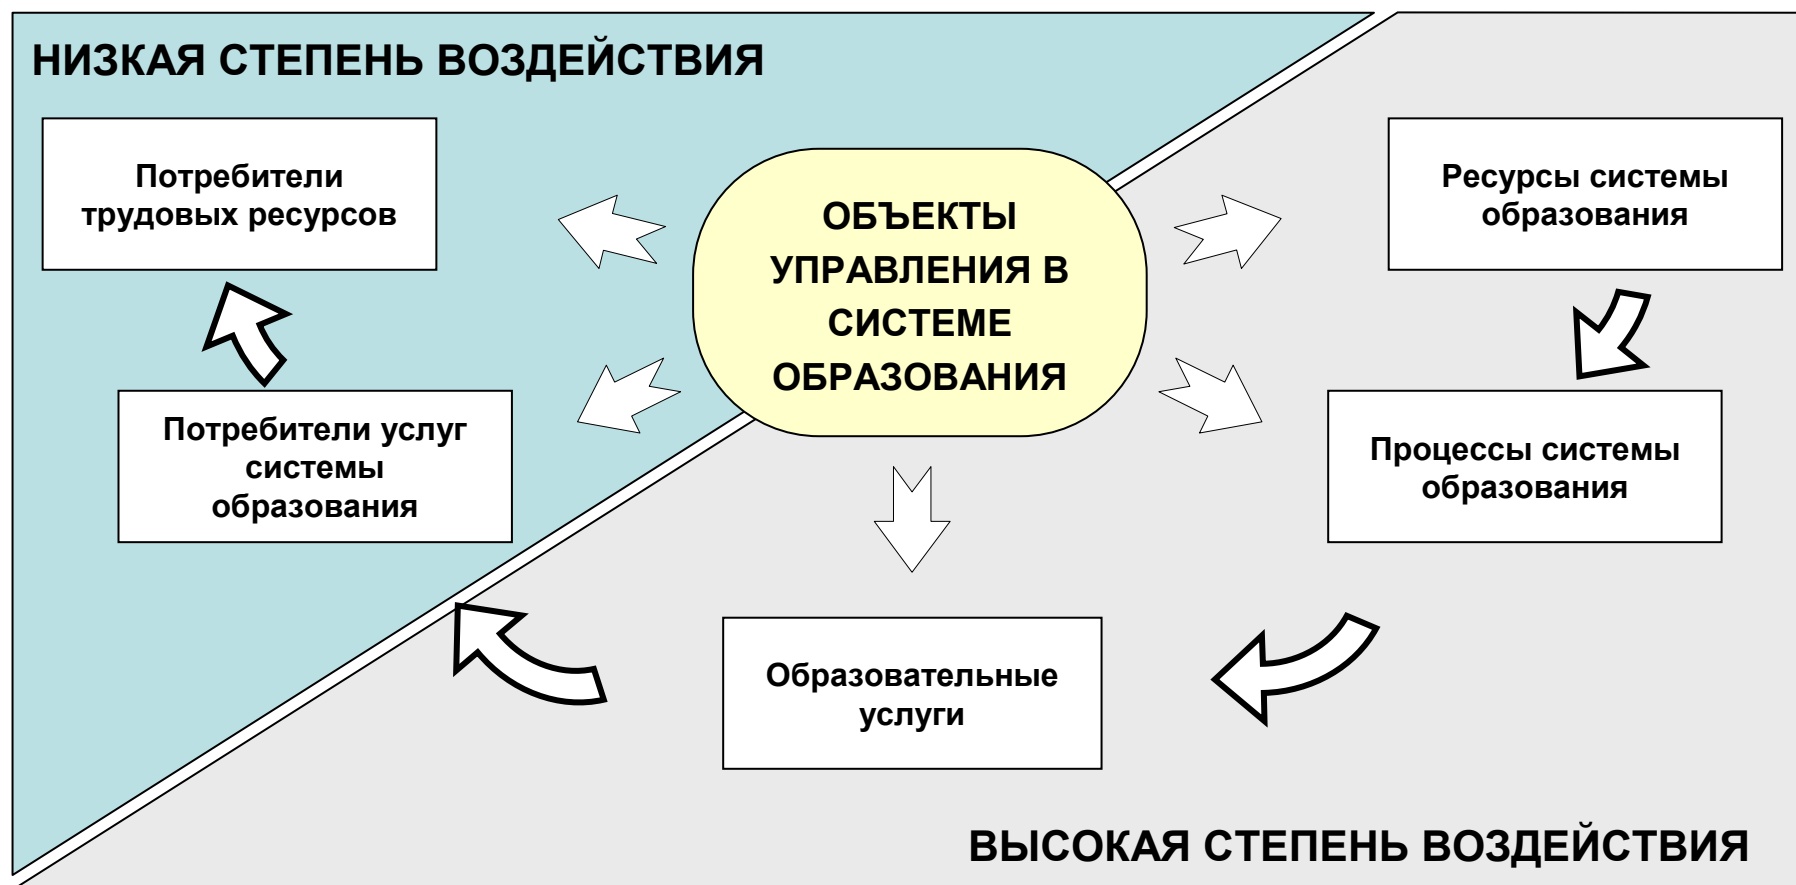 НИЗКАЯ СТЕПЕНЬ ВОЗДЕЙСТВИЯ
Потребители
трудовых ресурсов
Ресурсы системы
образования
ОБЪЕКТЫ
УПРАВЛЕНИЯ В
СИСТЕМЕ
ОБРАЗОВАНИЯ
Потребители услуг
системы
образования
Процессы системы
образования
Образовательные
услуги
ВЫСОКАЯ СТЕПЕНЬ ВОЗДЕЙСТВИЯ